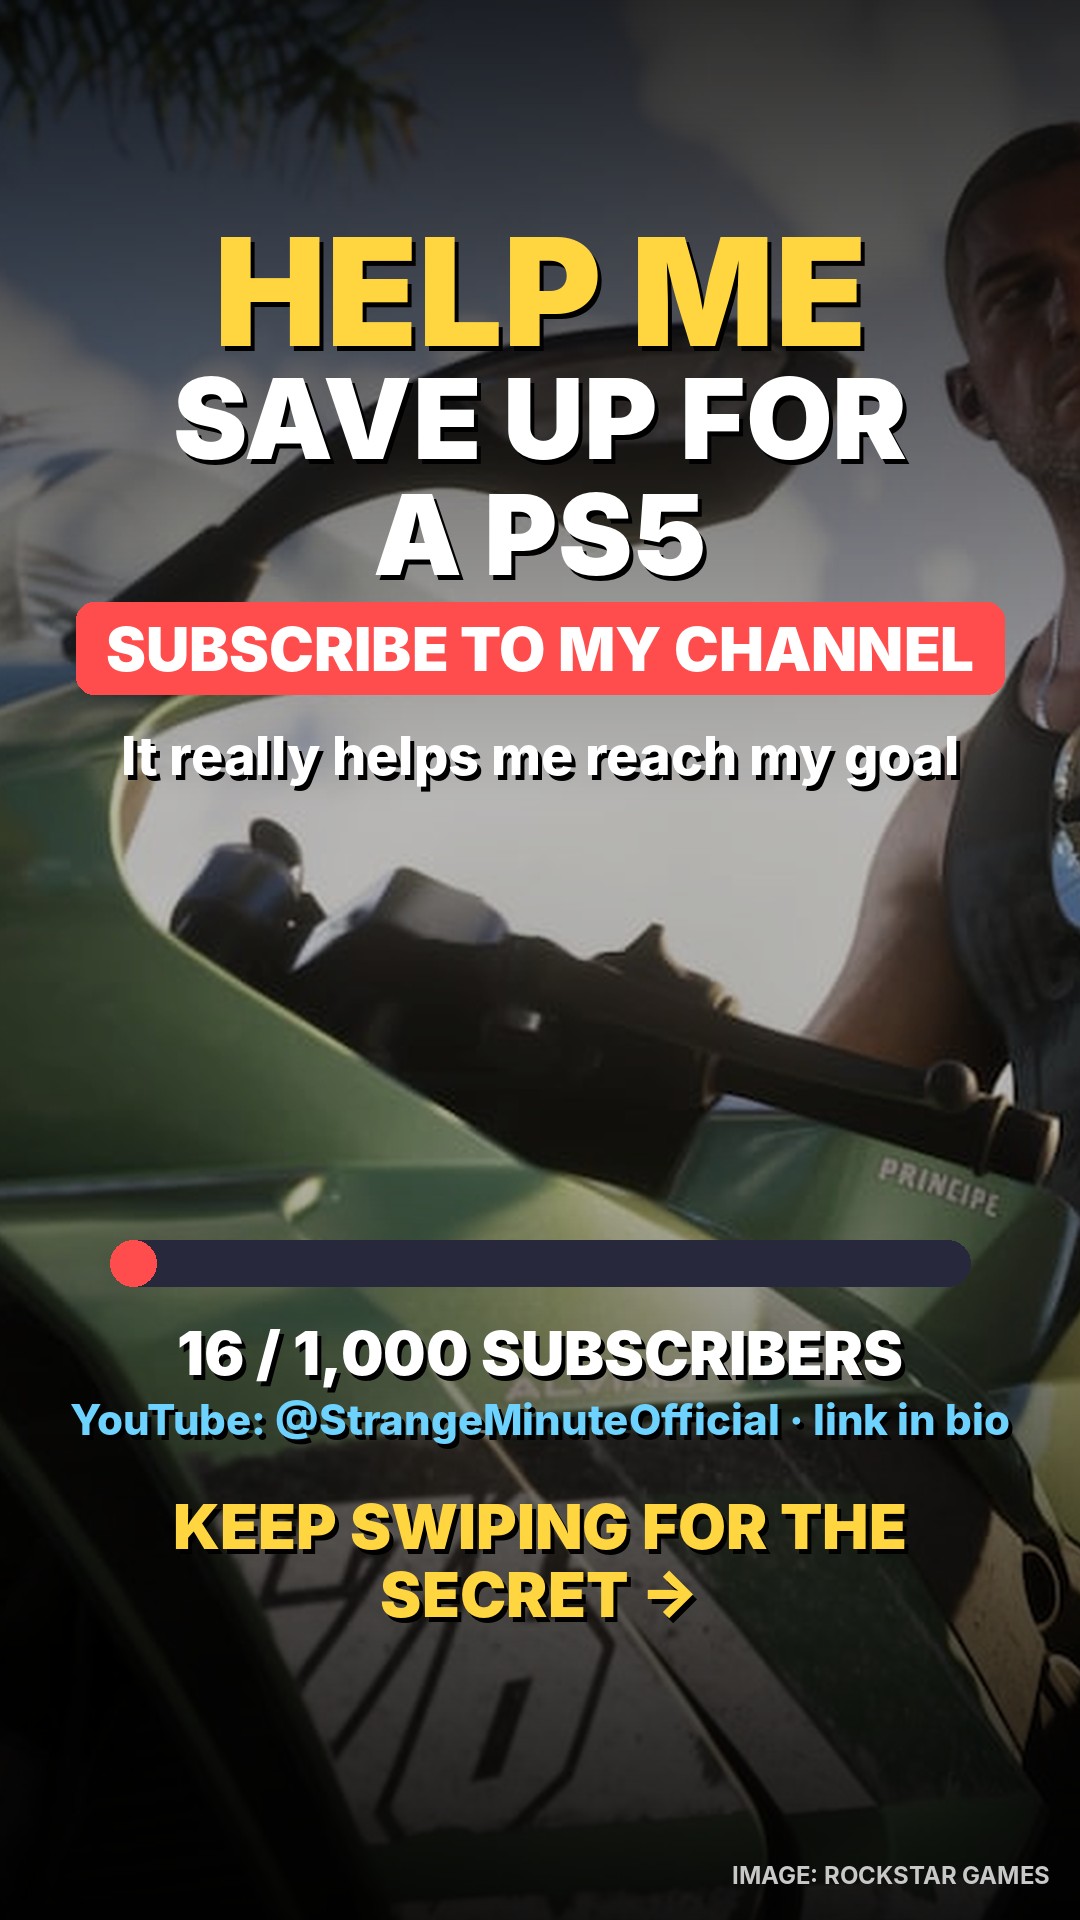 HELP ME
SAVE UP FOR
A PS5
SUBSCRIBE TO MY CHANNEL
It really helps me reach my goal
PRINCIPE
16 / 1,000 SUBSCRIBERS
YouTube: @StrangeMinuteOfficial · link in bio
KEEP SWIPING FOR THE
SECRET →
IMAGE: ROCKSTAR GAMES